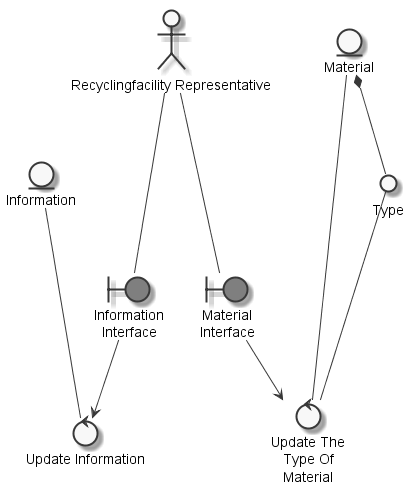 Material
Recyclingfacility Representative
Information
Type
Information
Interface
Material
Interface
Update Information
Update The
Type Of
Material